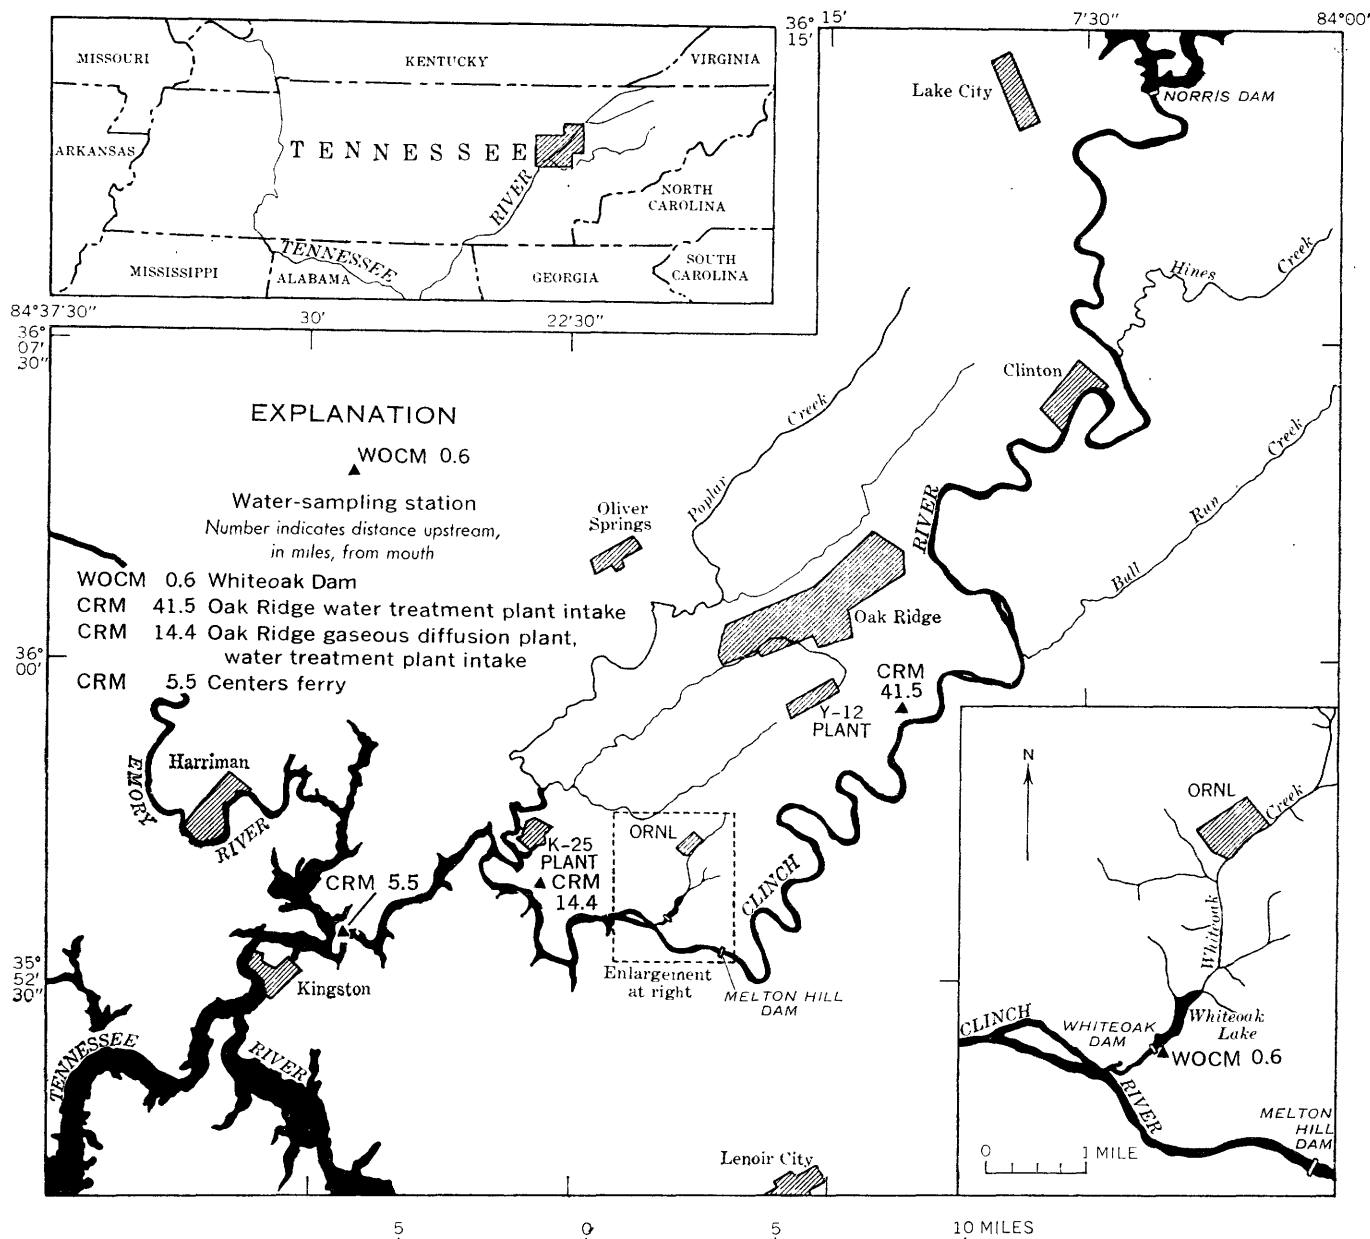 MISSOURI
KENTUCKY
VIRGINIA
ARKANSAS
TENNESSEE
RIVER
NORTH
CAROLINA
TENNESSEE
MISSISSIPPI
ALABAMA
GEORGIA
SOUTH
CAROLINA
36° 15'
15'
7'30"
84°00'
84°37'30"
30'
22'30"
36°
07'
30"
Lake City
NORRIS DAM
Hines
Creek
Clinton
Poplar
Creek
Creek
Run
Bull
RIVER
EXPLANATION
WOCM 0.6
Water-sampling station
Number indicates distance upstream,
in miles, from mouth
WOCM 0.6 Whiteoak Dam
CRM 41.5 Oak Ridge water treatment plant intake
CRM 14.4 Oak Ridge gaseous diffusion plant,
water treatment plant intake
CRM 5.5 Centers ferry
Oliver
Springs
Oak Ridge
36°
00'
CRM
41.5
Y-12
PLANT
Harriman
EMORY
RIVER
K-25
PLANT
CRM
14.4
ORNL
CLINCH
CRM 5.5
Kingston
35°
52'
30"
Enlargement
at right
MELTON HILL
DAM
TENNESSEE
RIVER
Lenoir City
N
ORNL
Creek
Whiteoak
CLINCH
WHITEOAK
DAM
Whiteoak
Lake
WOCM 0.6
RIVER
MELTON
HILL
DAM
0 1 MILE
5 0 5 10 MILES